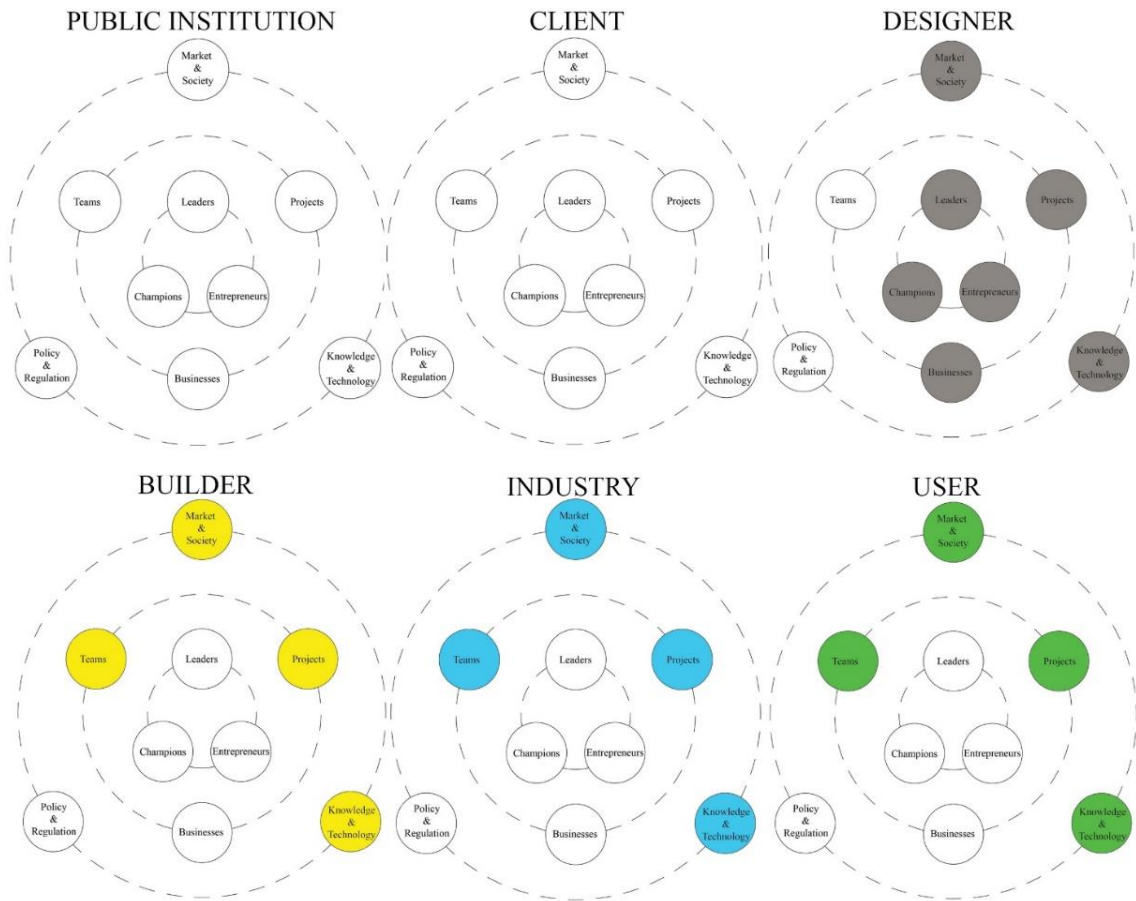 PUBLIC INSTITUTION
Market
&
Society
Teams
Leaders
Projects
Champions
Entrepreneurs
Policy
&
Regulation
Businesses
Knowledge
& Technology
CLIENT
Market
&
Society
Teams
Leaders
Projects
Champions
Entrepreneurs
Policy
&
Regulation
Businesses
Knowledge
&
Technology
DESIGNER
Market
&
Society
Teams
Leaders
Projects
Champions
Entrepreneurs
Policy
&
Regulation
Businesses
Knowledge
&
Technology
BUILDER
Market
&
Society
Teams
Leaders
Projects
Champions
Entrepreneurs
Policy
&
Regulation
Businesses
Knowledge
&
Technology
INDUSTRY
Market
&
Society
Teams
Leaders
Projects
Champions
Entrepreneurs
Policy
&
Regulation
Businesses
Knowledge
&
Technology
USER
Market
&
Society
Teams
Leaders
Projects
Champions
Entrepreneurs
Policy
&
Regulation
Businesses
Knowledge
&
Technology